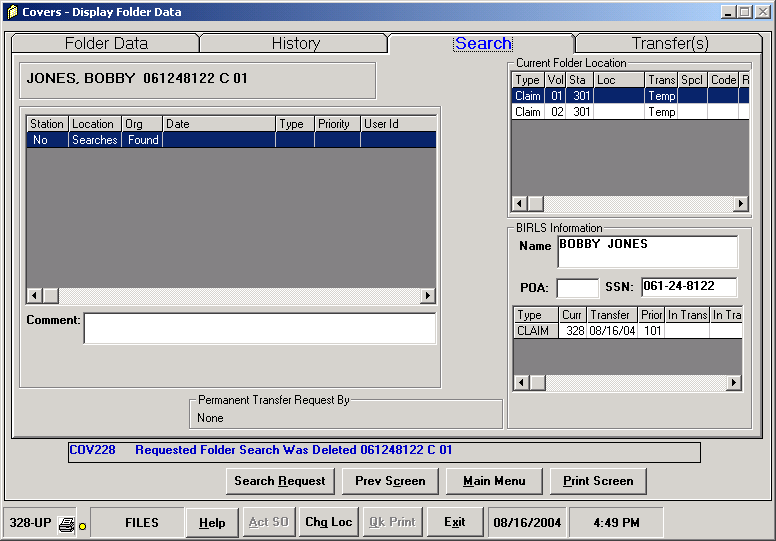 Covers - Display Folder Data
Folder Data History Search Transfer(s)
JONES, BOBBY 061248122 C 01
Station Location Org Date Type Priority User Id
No Searches Found
Comment:
Permanent Transfer Request By
None
Current Folder Location
Type Vol Sta Loc Trans Spcl Code R
Claim 01 301 Temp
Claim 02 301 Temp
BIRLS Information
Name BOBBY JONES
POA: SSN: 061-24-8122
Type Curr Transfer Prior In Trans In Tra
CLAIM 328 08/16/04 101
COV228 Requested Folder Search Was Deleted 061248122 C 01
Search Request Prev Screen Main Menu Print Screen
328-UP FILES Help Act SO Chg Loc Qk Print Exit 08/16/2004 4:49 PM